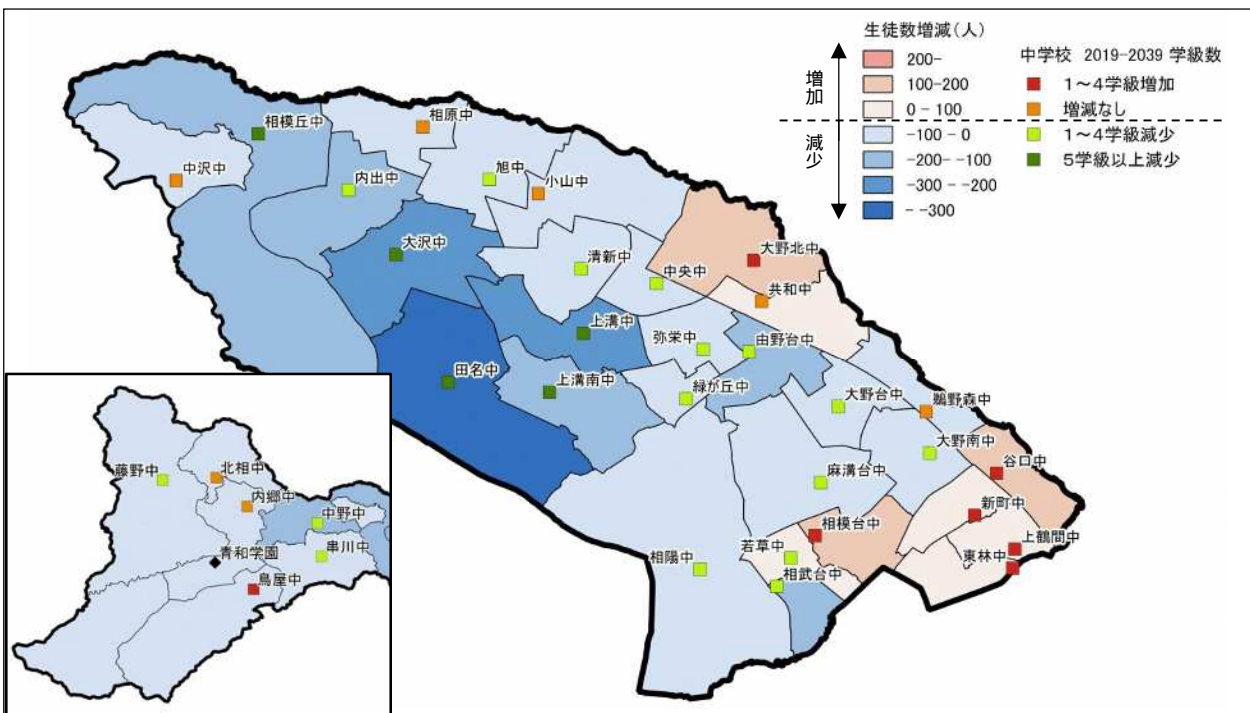 生徒数増減(人)
200-
100-200
0-100
-100-0
-200--100
-300--200
--300
増加
減少
中学校 2019-2039 学級数
1~4学級増加
増減なし
1~4学級減少
5学級以上減少
相模丘中
相原中
中沢中
内出中
旭中
小山中
大沢中
清新中
中央中
大野北中
共和中
上溝中
弥栄中
由野台中
田名中
上溝南中
緑が丘中
大野台中
鵜野森中
大野南中
谷口中
麻溝台中
新町中
相模台中
上鶴間中
若草中
東林中
相陽中
相武台中
藤野中
北相中
内郷中
中野中
青和学園
串川中
鳥屋中